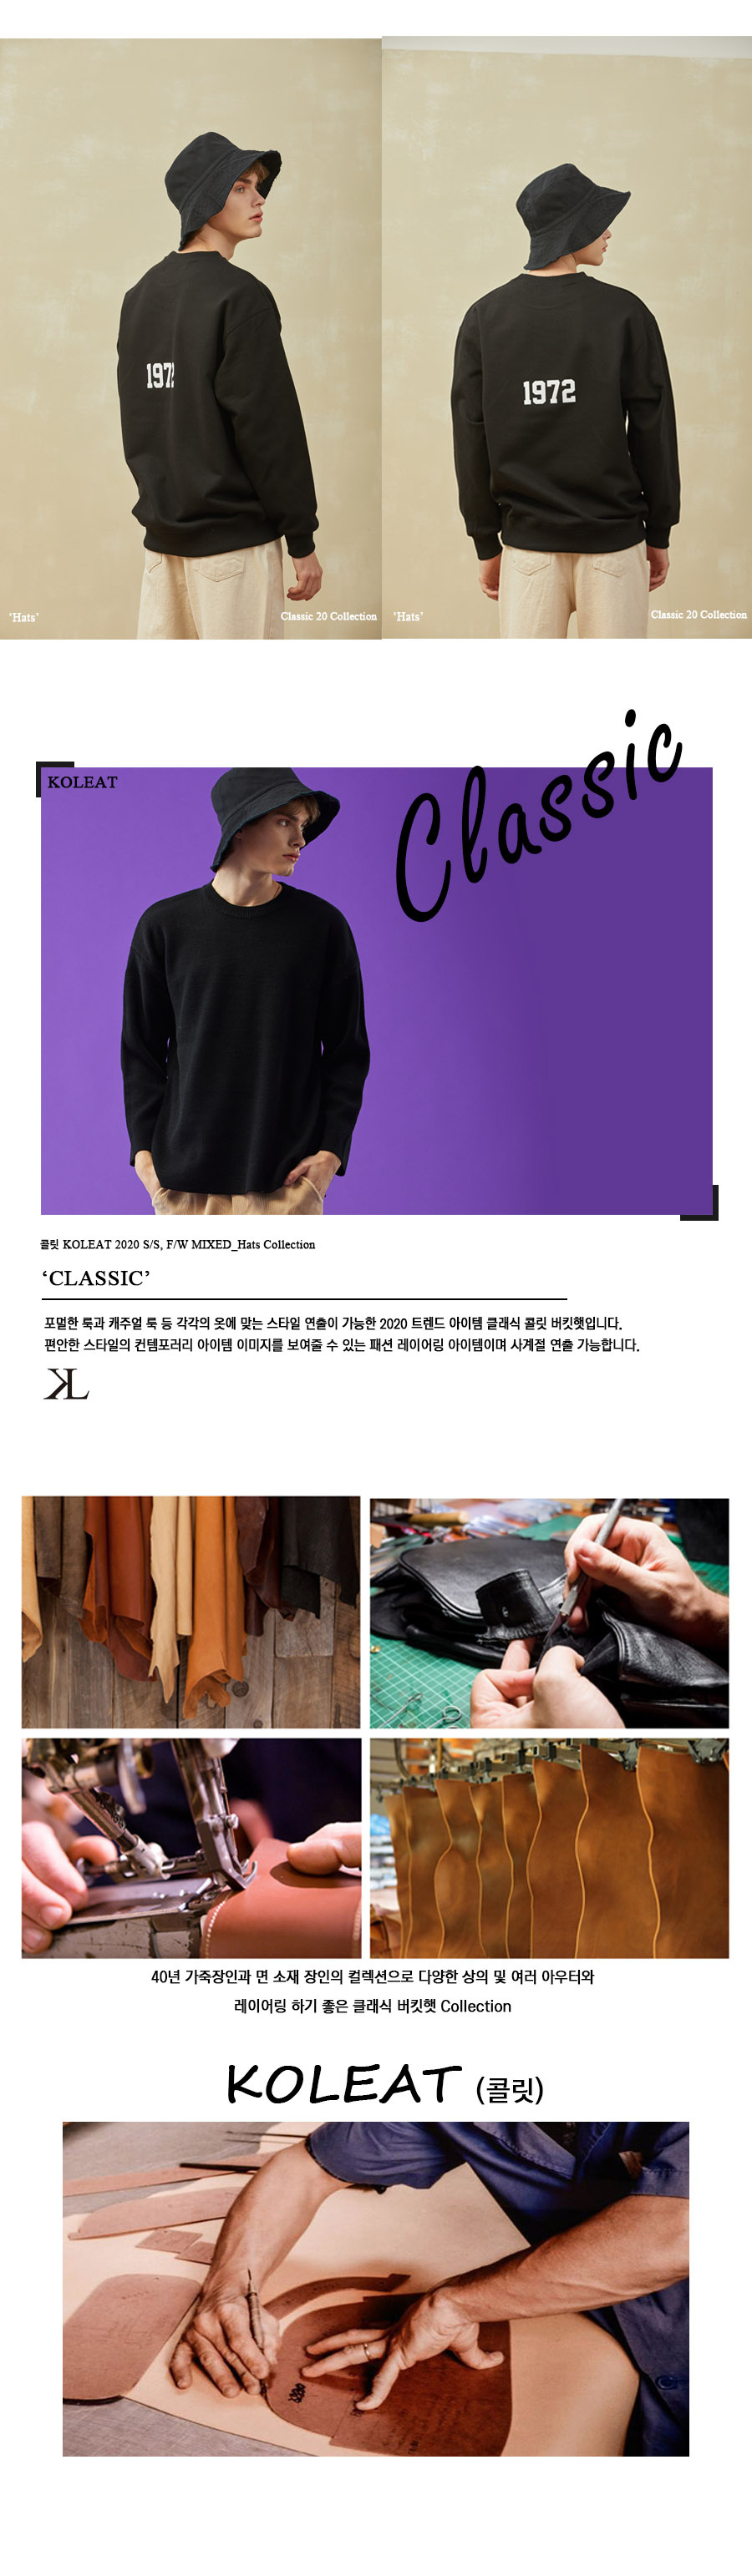 1972
1972
'Hats'
Classic 20 Collection
'Hats'
Classic 20 Collection
Classic
KOLEAT
콜릿 KOLEAT 2020 S/S, F/W MIXED_Hats Collection
‘CLASSIC’
포멀한 룩과 캐주얼 룩 등 각각의 옷에 맞는 스타일 연출이 가능한 2020 트렌드 아이템 클래식 콜릿 버킷햇입니다.
편안한 스타일의 컨템포러리 아이템 이미지를 보여줄 수 있는 패션 레이어링 아이템이며 사계절 연출 가능합니다.
KL
40년 가죽장인과 면 소재 장인의 컬렉션으로 다양한 상의 및 여러 아우터와
레이어링 하기 좋은 클래식 버킷햇 Collection
KOLEAT (콜릿)